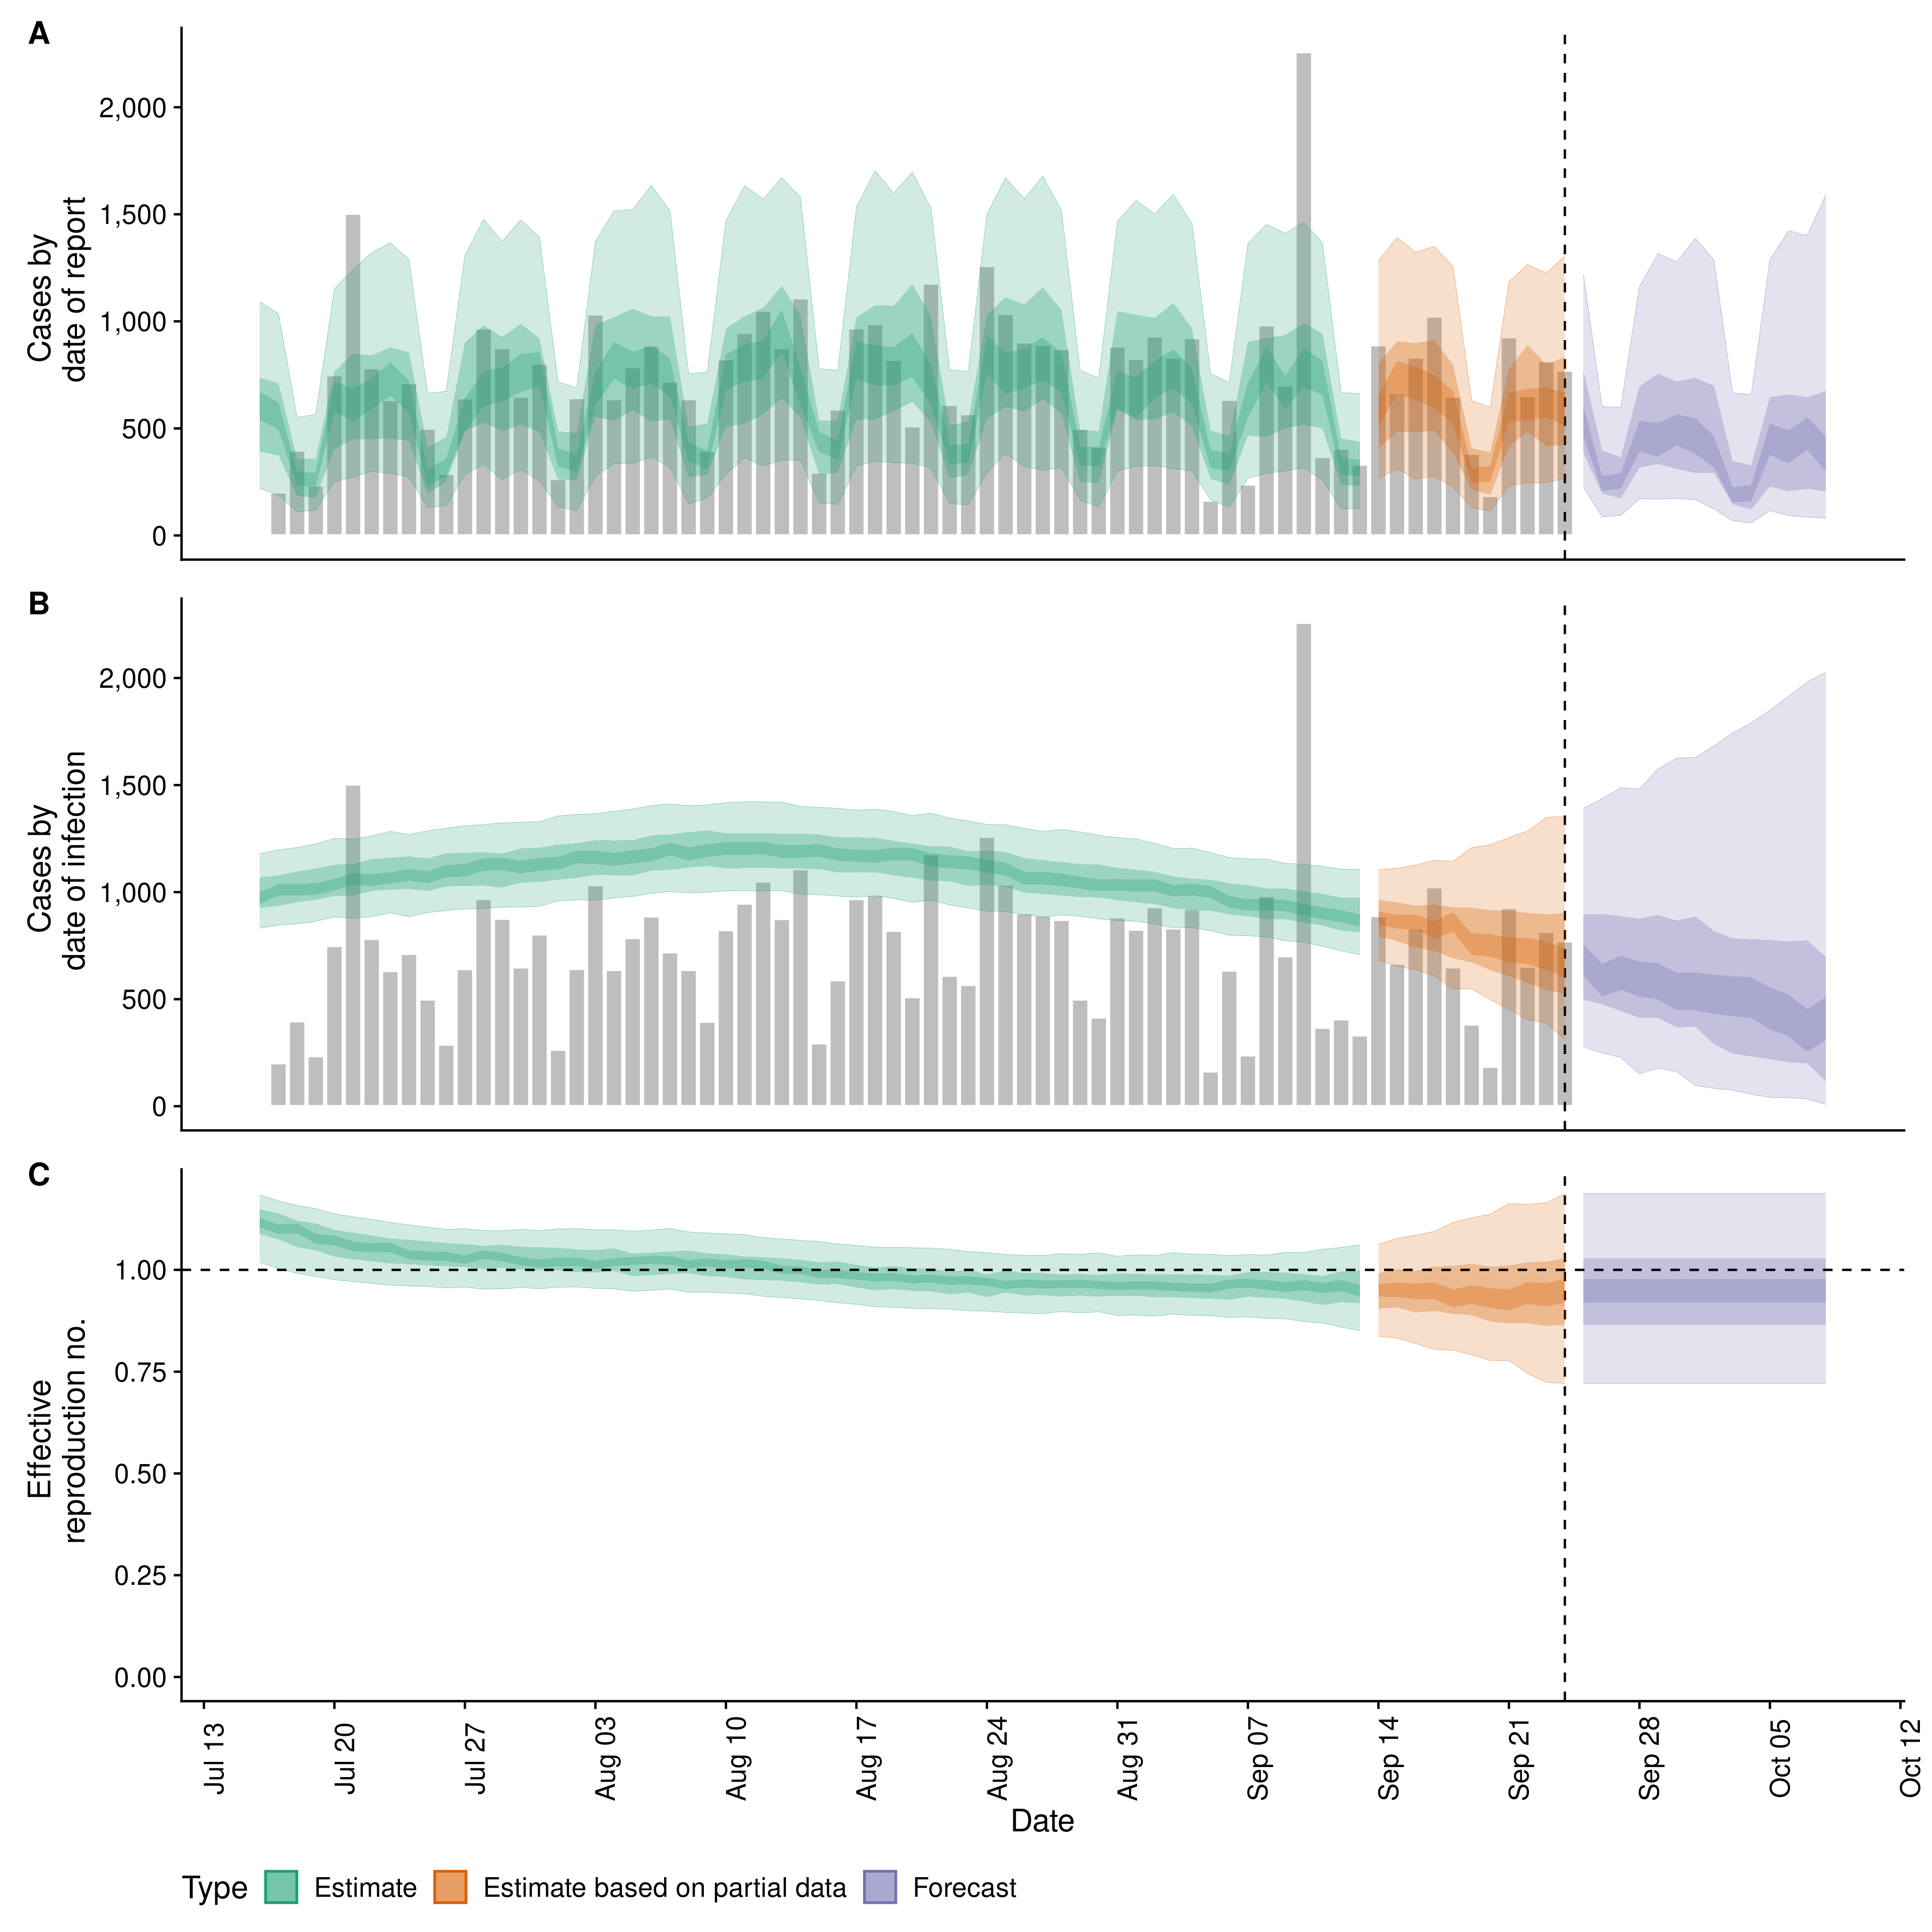 A
Cases by
date of report
2,000
1,500
1,000
500
0
B
Cases by
date of infection
2,000
1,500
1,000
500
0
C
Effective
reproduction no.
1.00
0.75
0.50
0.25
0.00
Jul 13
Jul 20
Jul 27
Aug 03
Aug 10
Aug 17
Aug 24
Aug 31
Sep 07
Sep 14
Sep 21
Sep 28
Oct 05
Oct 12
Date
Type Estimate Estimate based on partial data Forecast